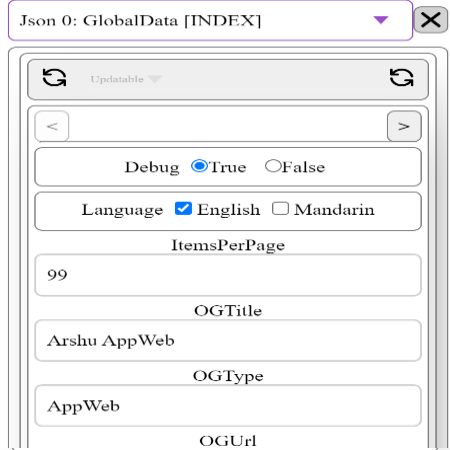 Json 0: GlobalData [INDEX]
Updatable
< >
Debug True False
Language English Mandarin
ItemsPerPage
99
OGTitle
Arshu AppWeb
OGType
AppWeb
OGUrl